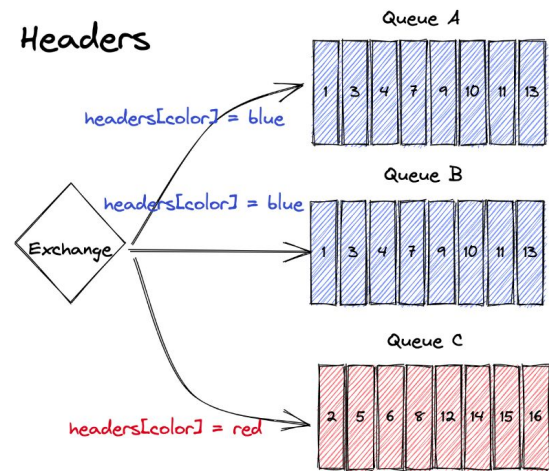 Headers
Queue A
1 3 4 7 9 10 11 13
headers[color] = blue
Queue B
headers[color] = blue
Exchange
1 3 4 7 9 10 11 13
Queue C
2 5 6 8 12 14 15 16
headers[color] = red